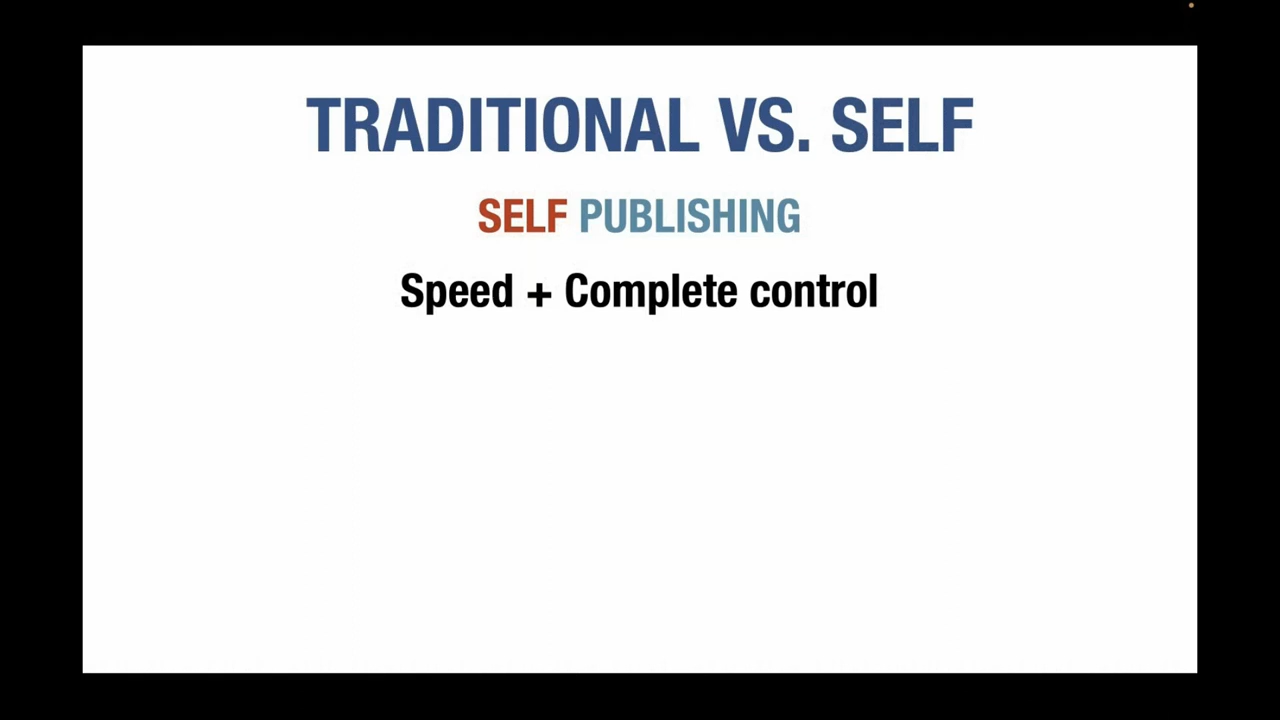 TRADITIONAL VS. SELF
SELF PUBLISHING
Speed + Complete control